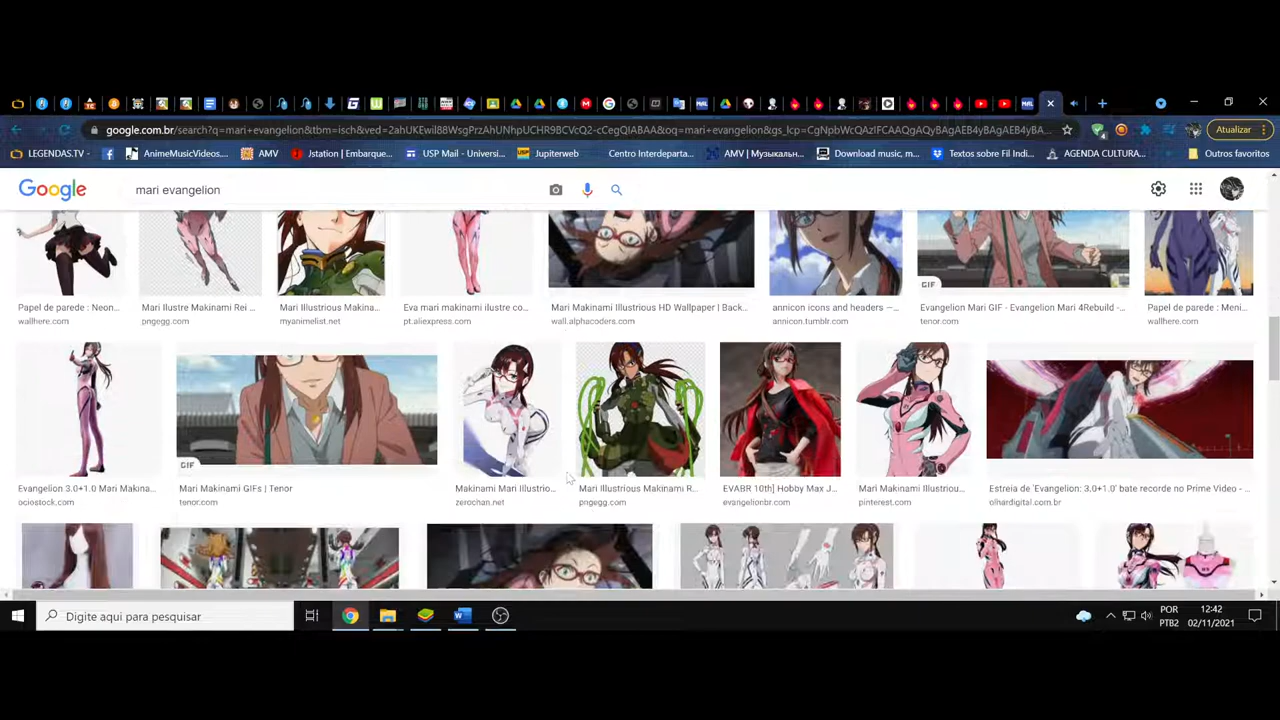 google.com.br/search?q=mari+evangelion&tbm=isch&ved=2ahUKEwil88WsgPrzAhUNhpUCHR9BCVcQ2-cCegQIABAA&oq=mari+evangelion&gs_lcp=CgNpbWcQAzIFCAAQgAQyBAgAEB4yBAgAEB4yBAgAEB4yBAgAEB4yBAgAEB4yB...
Atualizar
LEGENDAS.TV -
AnimeMusicVideos....
AMV
Jstation | Embarque...
USP Mail - Universi...
Jupiterweb
Centro Interdeparta...
AMV | Музыкальн...
Download music, m...
Textos sobre Fil Indi...
AGENDA CULTURA...
Outros favoritos
Google
mari evangelion
GIF
Papel de parede : Neon...
Mari Ilustre Makinami Rei ...
Mari Illustrious Makina...
Eva mari makinami ilustre co...
Mari Makinami Illustrious HD Wallpaper | Back...
annicon icons and headers —...
Evangelion Mari GIF - Evangelion Mari 4Rebuild -...
Papel de parede : Meni...
wallhere.com
pngegg.com
myanimelist.net
pt.aliexpress.com
wall.alphacoders.com
annicon.tumblr.com
tenor.com
wallhere.com
GIF
Evangelion 3.0+1.0 Mari Makina...
Mari Makinami GIFs | Tenor
Makinami Mari Illustrio...
Mari Illustrious Makinami R...
EVABR 10th] Hobby Max J...
Mari Makinami Illustriou...
Estreia de 'Evangelion: 3.0+1.0' bate recorde no Prime Video - ...
ociostock.com
tenor.com
zerochan.net
pngegg.com
evangelionbr.com
pinterest.com
olhardigital.com.br
Digite aqui para pesquisar
POR
PTB2
12:42
02/11/2021